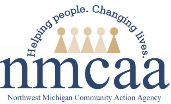 Helping people. Changing lives.
nmcaa
Northwest Michigan Community Action Agency